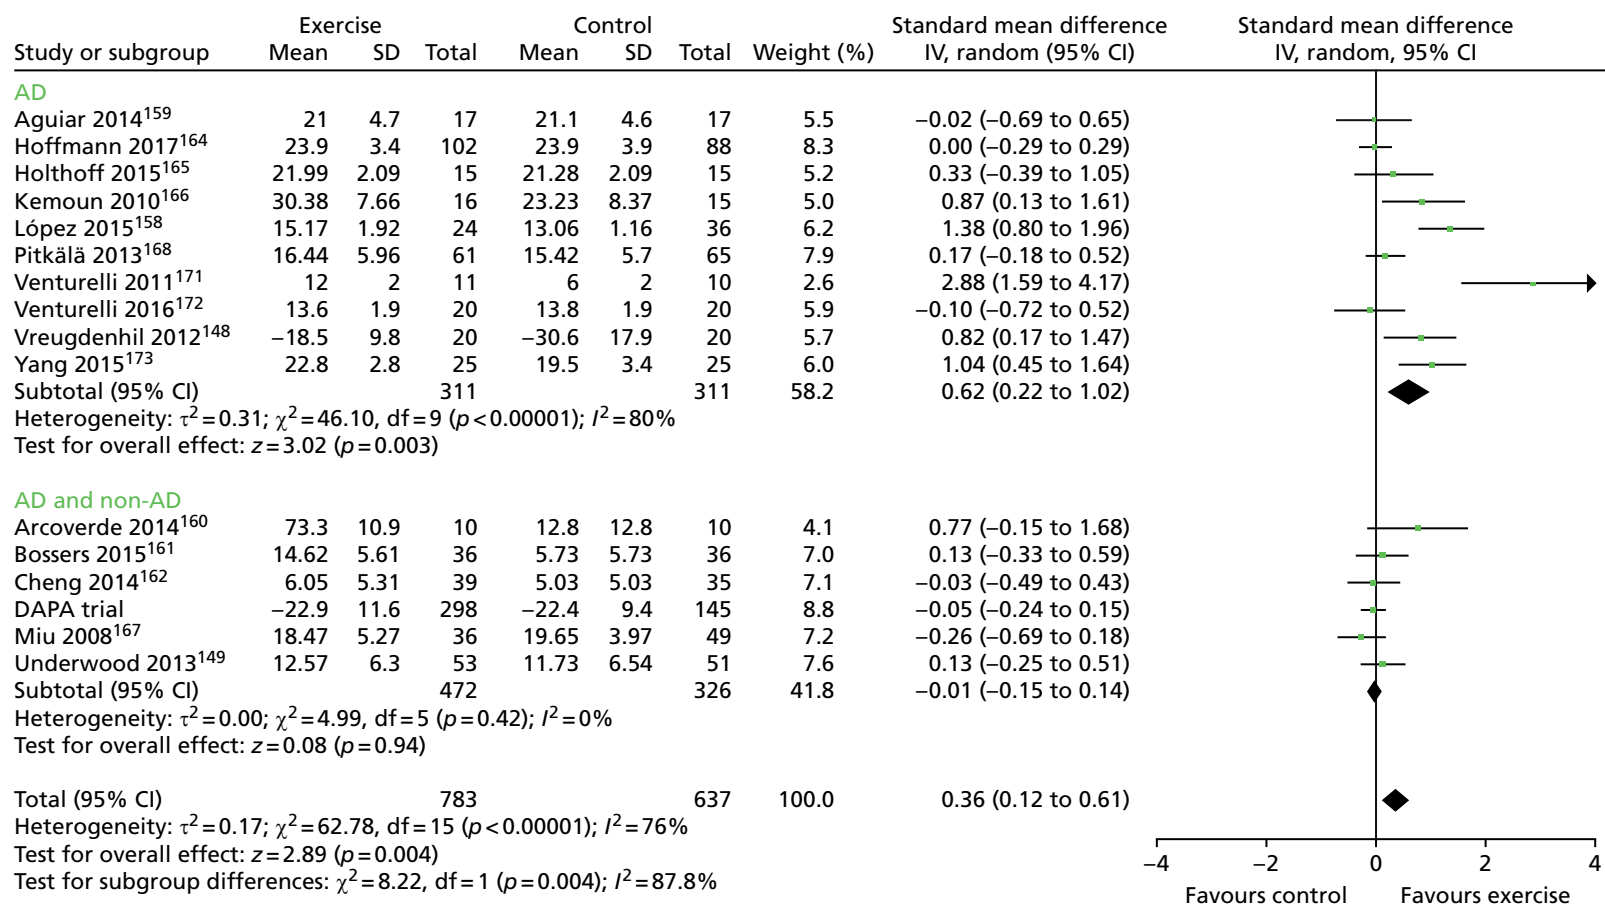 Exercise Control Standard mean difference Standard mean difference
Study or subgroup Mean SD Total Mean SD Total Weight (%) IV, random (95% CI) IV, random, 95% CI
AD
Aguiar 2014159 21 4.7 17 21.1 4.6 17 5.5 −0.02 (−0.69 to 0.65)
Hoffmann 2017164 23.9 3.4 102 23.9 3.9 88 8.3 0.00 (−0.29 to 0.29)
Holthoff 2015165 21.99 2.09 15 21.28 2.09 15 5.2 0.33 (−0.39 to 1.05)
Kemoun 2010166 30.38 7.66 16 23.23 8.37 15 5.0 0.87 (0.13 to 1.61)
López 2015158 15.17 1.92 24 13.06 1.16 36 6.2 1.38 (0.80 to 1.96)
Pitkälä 2013168 16.44 5.96 61 15.42 5.7 65 7.9 0.17 (−0.18 to 0.52)
Venturelli 2011171 12 2 11 6 2 10 2.6 2.88 (1.59 to 4.17)
Venturelli 2016172 13.6 1.9 20 13.8 1.9 20 5.9 −0.10 (−0.72 to 0.52)
Vreugdenhil 2012148 −18.5 9.8 20 −30.6 17.9 20 5.7 0.82 (0.17 to 1.47)
Yang 2015173 22.8 2.8 25 19.5 3.4 25 6.0 1.04 (0.45 to 1.64)
Subtotal (95% CI) 311 311 58.2 0.62 (0.22 to 1.02)
Heterogeneity: τ2=0.31; χ2=46.10, df=9 (p<0.00001); I2=80%
Test for overall effect: z=3.02 (p=0.003)
AD and non-AD
Arcoverde 2014160 73.3 10.9 10 12.8 12.8 10 4.1 0.77 (−0.15 to 1.68)
Bossers 2015161 14.62 5.61 36 5.73 5.73 36 7.0 0.13 (−0.33 to 0.59)
Cheng 2014162 6.05 5.31 39 5.03 5.03 35 7.1 −0.03 (−0.49 to 0.43)
DAPA trial −22.9 11.6 298 −22.4 9.4 145 8.8 −0.05 (−0.24 to 0.15)
Miu 2008167 18.47 5.27 36 19.65 3.97 49 7.2 −0.26 (−0.69 to 0.18)
Underwood 2013149 12.57 6.3 53 11.73 6.54 51 7.6 0.13 (−0.25 to 0.51)
Subtotal (95% CI) 472 326 41.8 −0.01 (−0.15 to 0.14)
Heterogeneity: τ2=0.00; χ2=4.99, df=5 (p=0.42); I2=0%
Test for overall effect: z=0.08 (p=0.94)
Total (95% CI) 783 637 100.0 0.36 (0.12 to 0.61)
Heterogeneity: τ2=0.17; χ2=62.78, df=15 (p<0.00001); I2=76%
Test for overall effect: z=2.89 (p=0.004)
Test for subgroup differences: χ2=8.22, df=1 (p=0.004); I2=87.8%
−4 −2 0 2 4
Favours control Favours exercise